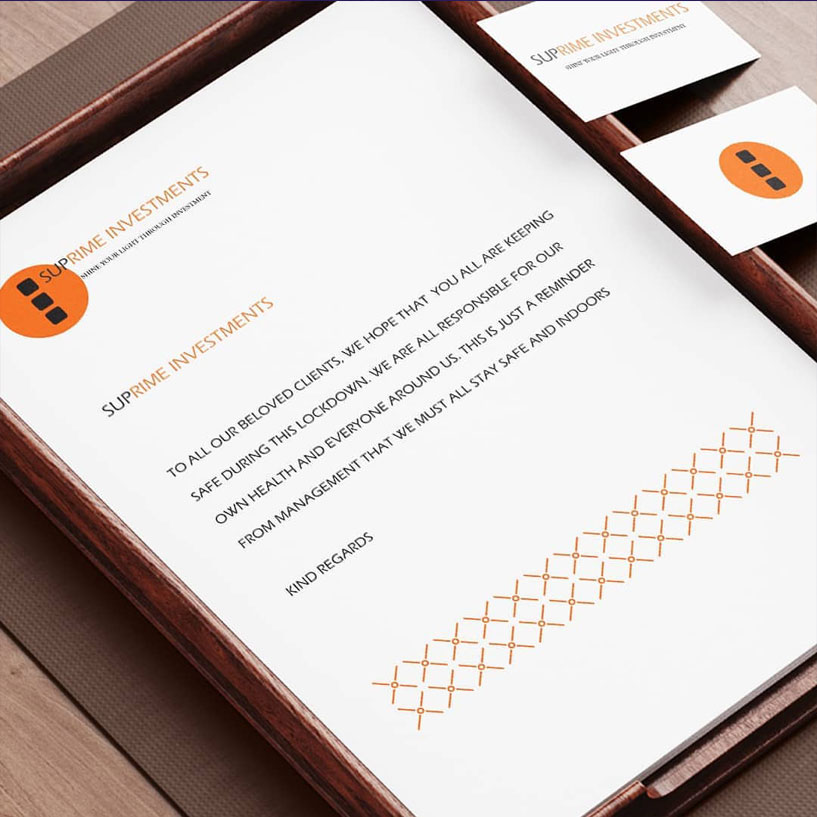 SUPRIME INVESTMENTS
SHINE YOUR LIGHT THROUGH INVESTMENT
SUPRIME INVESTMENTS
SHINE YOUR LIGHT THROUGH INVESTMENT
SUPRIME INVESTMENTS
TO ALL OUR BELOVED CLIENTS, WE HOPE THAT YOU ALL ARE KEEPING
SAFE DURING THIS LOCKDOWN. WE ARE ALL RESPONSIBLE FOR OUR
OWN HEALTH AND EVERYONE AROUND US. THIS IS JUST A REMINDER
FROM MANAGEMENT THAT WE MUST ALL STAY SAFE AND INDOORS
KIND REGARDS